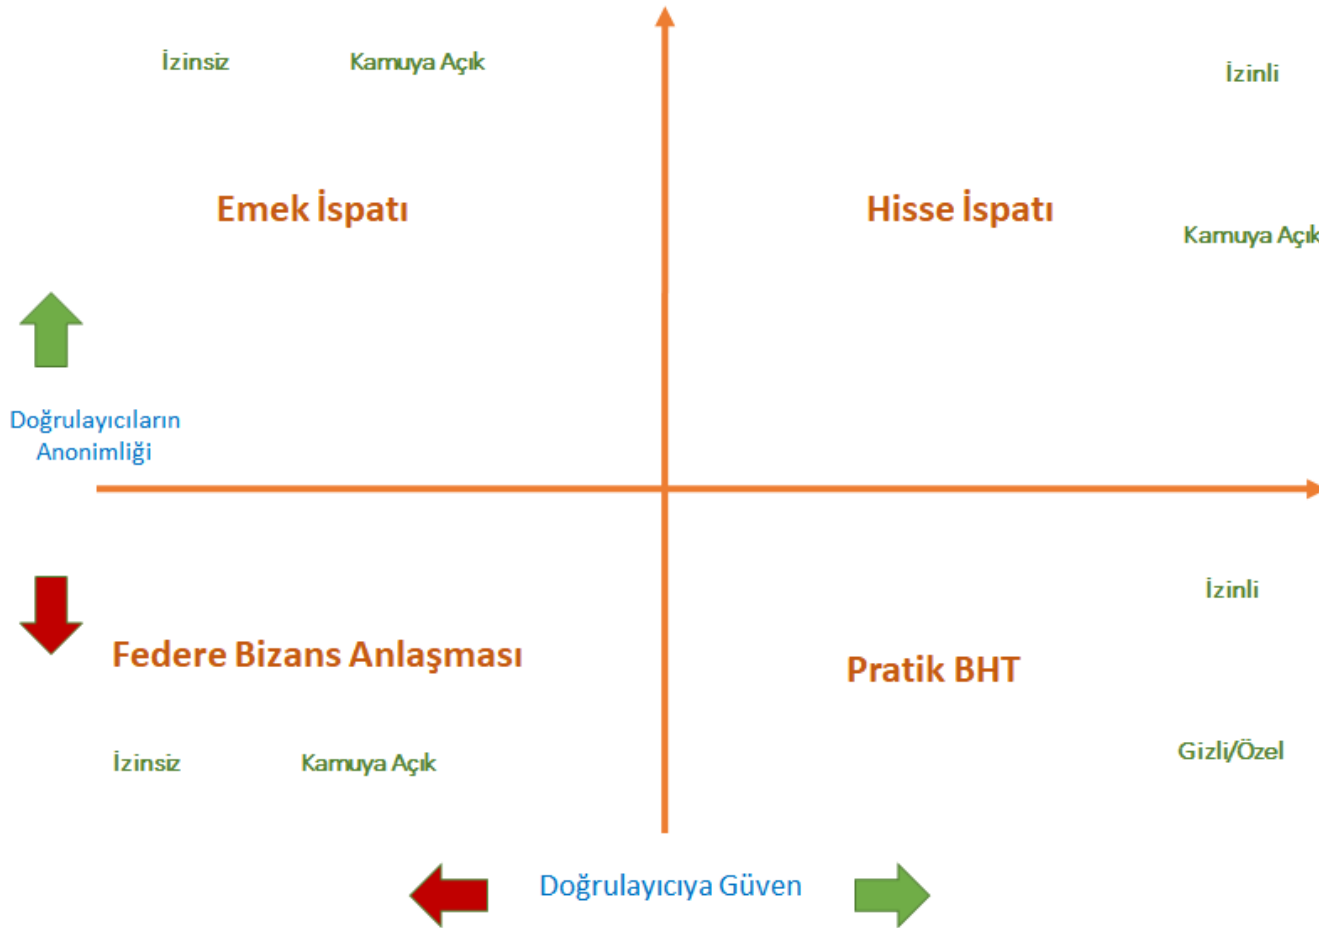 İzinsiz
Kamuya Açık
İzinli
Emek İspatı
Hisse İspatı
Kamuya Açık
Doğrulayıcıların
Anonimliği
İzinli
Federe Bizans Anlaşması
Pratik BHT
İzinsiz
Kamuya Açık
Gizli/Özel
Doğrulayıcıya Güven